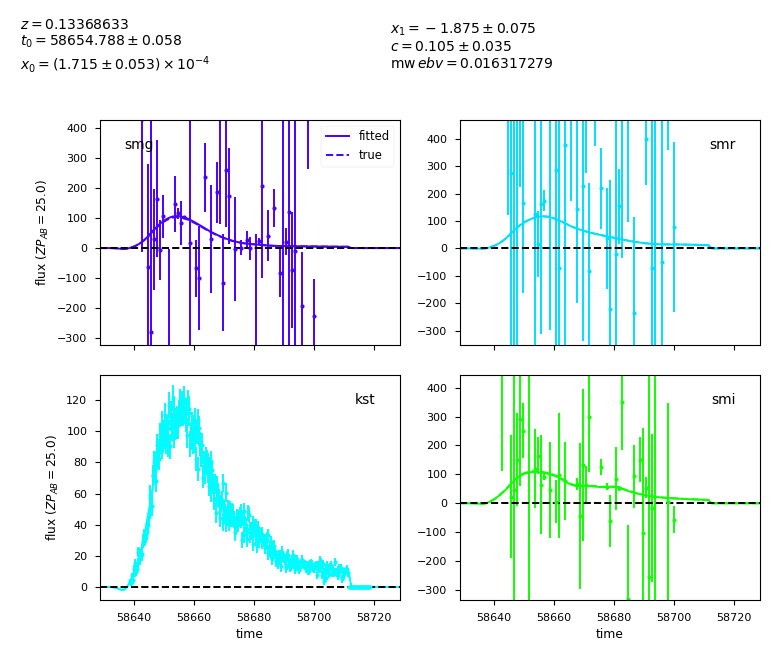 z = 0.13368633
t₀ = 58654.788 ± 0.058
x₀ = (1.715 ± 0.053) × 10⁻⁴
x₁ = −1.875 ± 0.075
c = 0.105 ± 0.035
mw ebv = 0.016317279
smg
fitted
true
flux (ZP_AB = 25.0)
400
300
200
100
0
−100
−200
−300
smr
400
300
200
100
0
−100
−200
−300
kst
flux (ZP_AB = 25.0)
120
100
80
60
40
20
0
58640 58660 58680 58700 58720
time
smi
400
300
200
100
0
−100
−200
−300
58640 58660 58680 58700 58720
time